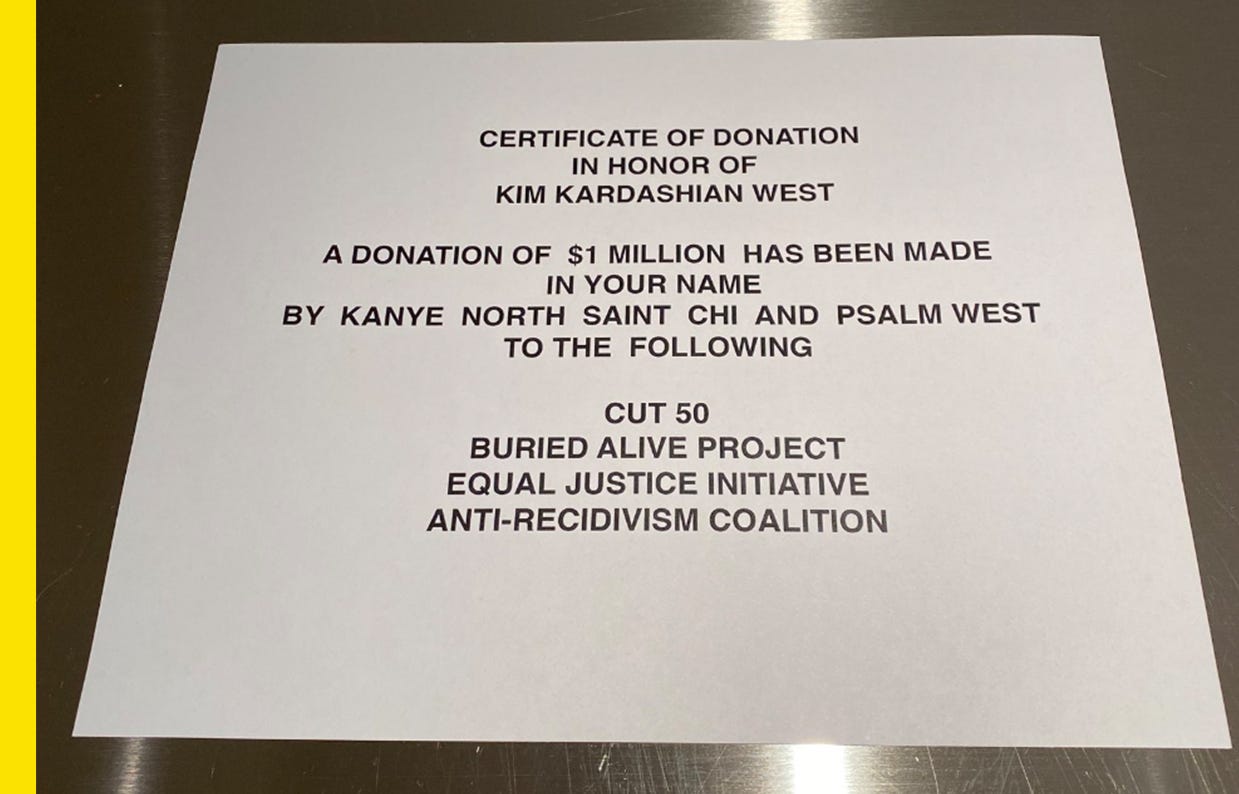 CERTIFICATE OF DONATION
IN HONOR OF
KIM KARDASHIAN WEST
A DONATION OF $1 MILLION HAS BEEN MADE
IN YOUR NAME
BY KANYE NORTH SAINT CHI AND PSALM WEST
TO THE FOLLOWING
CUT 50
BURIED ALIVE PROJECT
EQUAL JUSTICE INITIATIVE
ANTI-RECIDIVISM COALITION